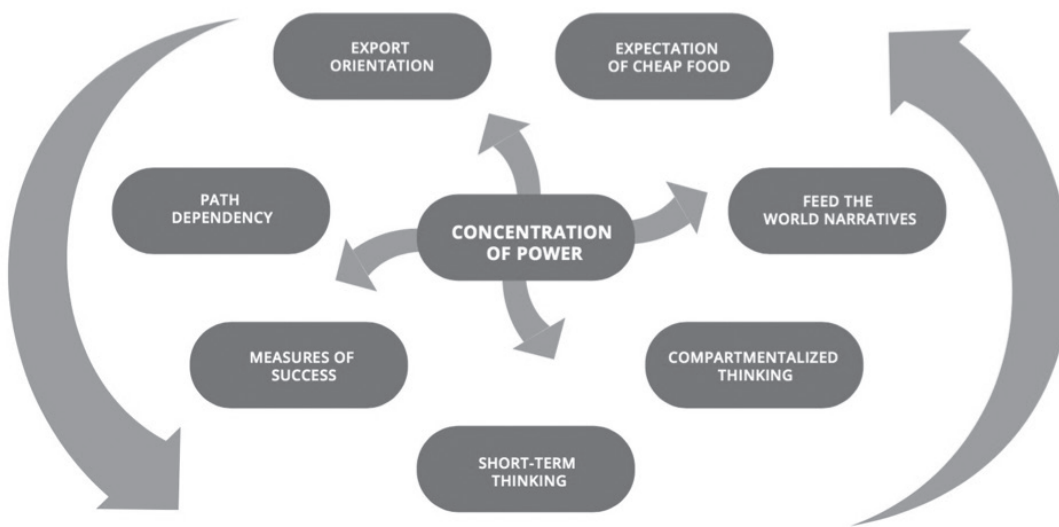 EXPORT
ORIENTATION
EXPECTATION
OF CHEAP FOOD
PATH
DEPENDENCY
CONCENTRATION
OF POWER
FEED THE
WORLD NARRATIVES
MEASURES OF
SUCCESS
COMPARTMENTALIZED
THINKING
SHORT-TERM
THINKING